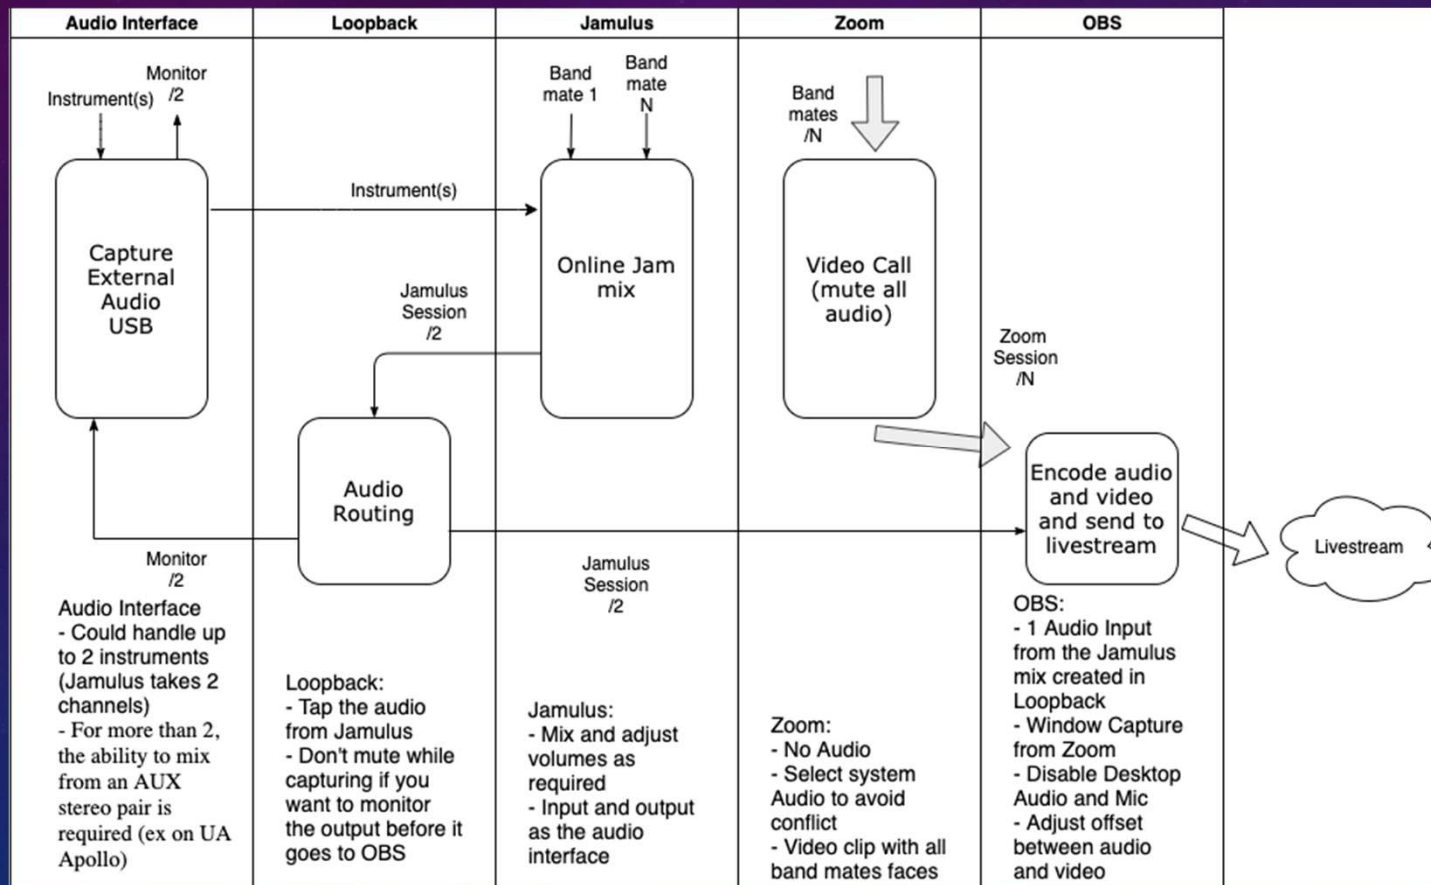 Audio Interface
Loopback
Jamulus
Zoom
OBS
Instrument(s)
Monitor
/2
Band
mate 1
Band
mate
N
Band
mates
/N
Instrument(s)
Capture
External
Audio
USB
Online Jam
mix
Video Call
(mute all
audio)
Jamulus
Session
/2
Zoom
Session
/N
Audio
Routing
Encode audio
and video
and send to
livestream
Livestream
Monitor
/2
Jamulus
Session
/2
Audio Interface
- Could handle up
to 2 instruments
(Jamulus takes 2
channels)
- For more than 2,
the ability to mix
from an AUX
stereo pair is
required (ex on UA
Apollo)
Loopback:
- Tap the audio
from Jamulus
- Don't mute while
capturing if you
want to monitor
the output before it
goes to OBS
Jamulus:
- Mix and adjust
volumes as
required
- Input and output
as the audio
interface
Zoom:
- No Audio
- Select system
Audio to avoid
conflict
- Video clip with all
band mates faces
OBS:
- 1 Audio Input
from the Jamulus
mix created in
Loopback
- Window Capture
from Zoom
- Disable Desktop
Audio and Mic
- Adjust offset
between audio
and video